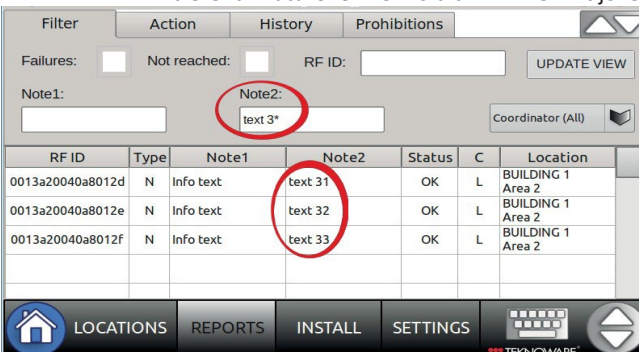 Filter Action History Prohibitions
Failures: Not reached: RF ID: UPDATE VIEW
Note1: Note2:
text 3* Coordinator (All)
RF ID Type Note1 Note2 Status C Location
0013a20040a8012d N Info text text 31 OK L BUILDING 1
Area 2
0013a20040a8012e N Info text text 32 OK L BUILDING 1
Area 2
0013a20040a8012f N Info text text 33 OK L BUILDING 1
Area 2
LOCATIONS REPORTS INSTALL SETTINGS
TEKNOWARE